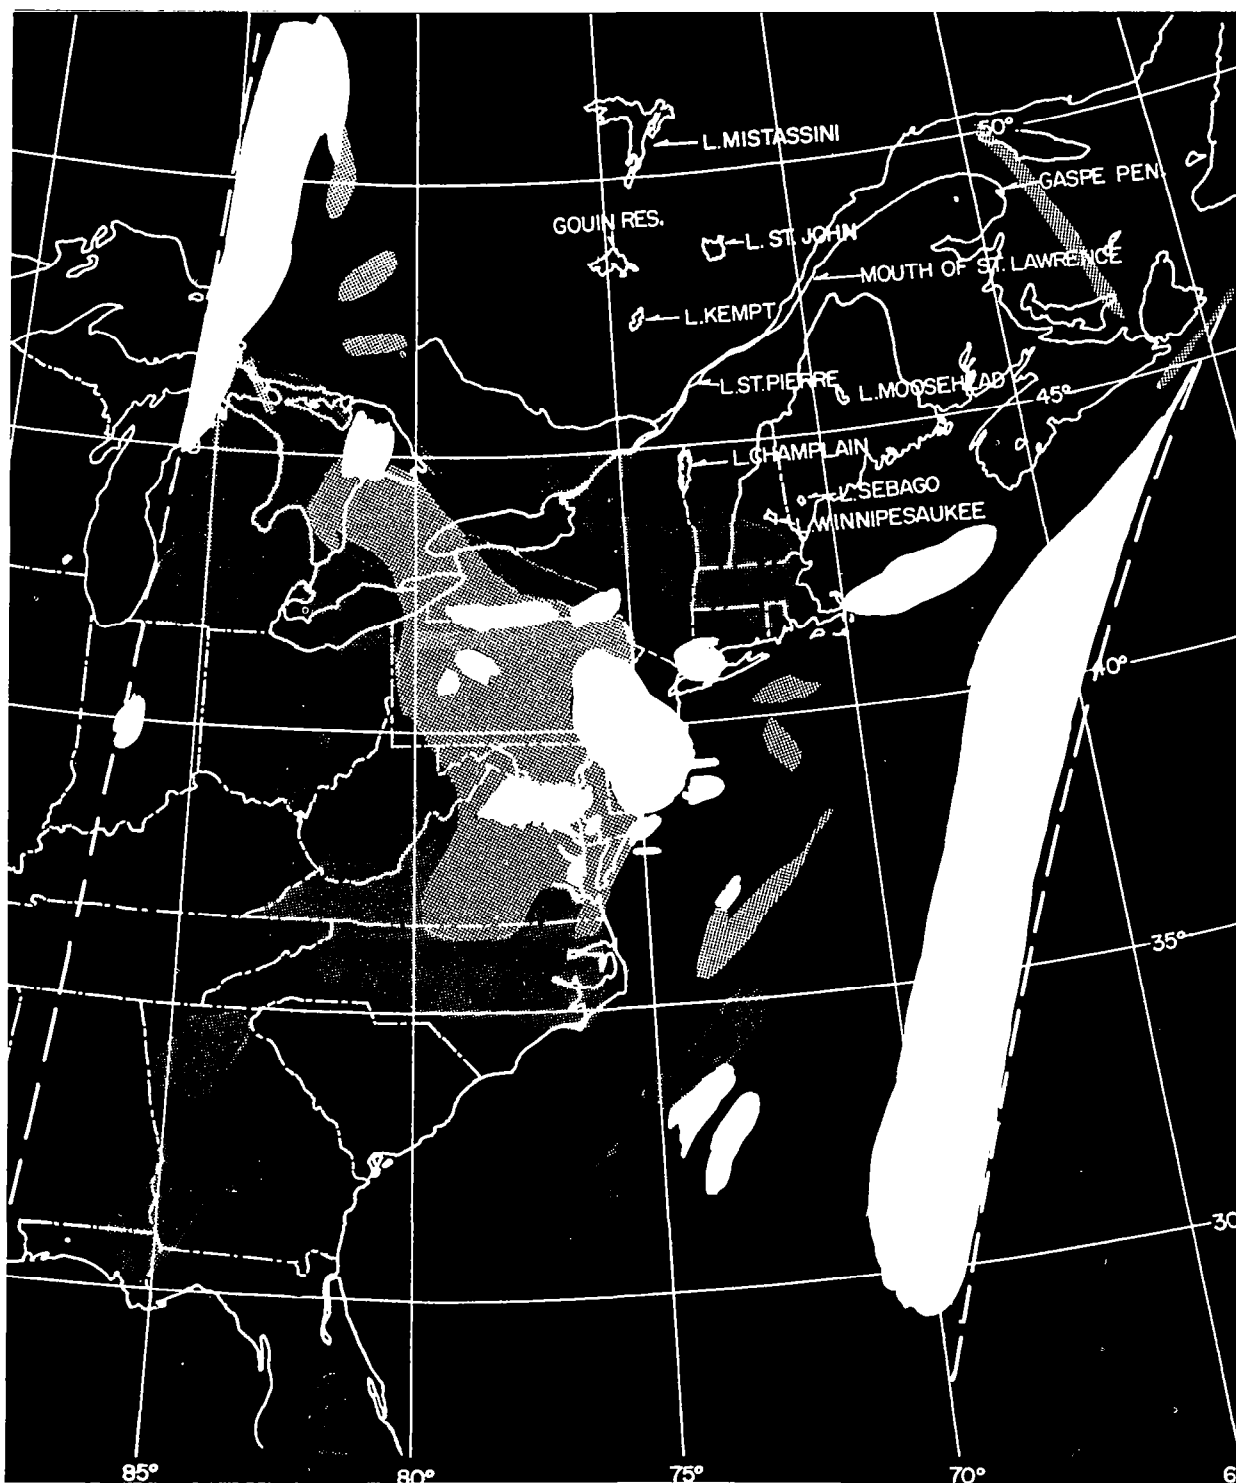 50°
L. MISTASSINI
GASPE PEN.
GOUIN RES.
L. ST. JOHN
MOUTH OF ST. LAWRENCE
L. KEMPT
L. ST. PIERRE
L. MOOSEHEAD
45°
L. CHAMPLAIN
L. SEBAGO
L. WINNIPESAUKEE
40°
35°
30
85°
80°
75°
70°
6